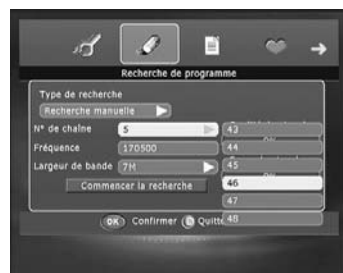 Recherche de programme
Type de recherche
Recherche manuelle
N° de chaîne 5
Fréquence 170500
Largeur de bande 7M
Commencer la recherche
43
44
45
46
47
48
OK Confirmer Quitte